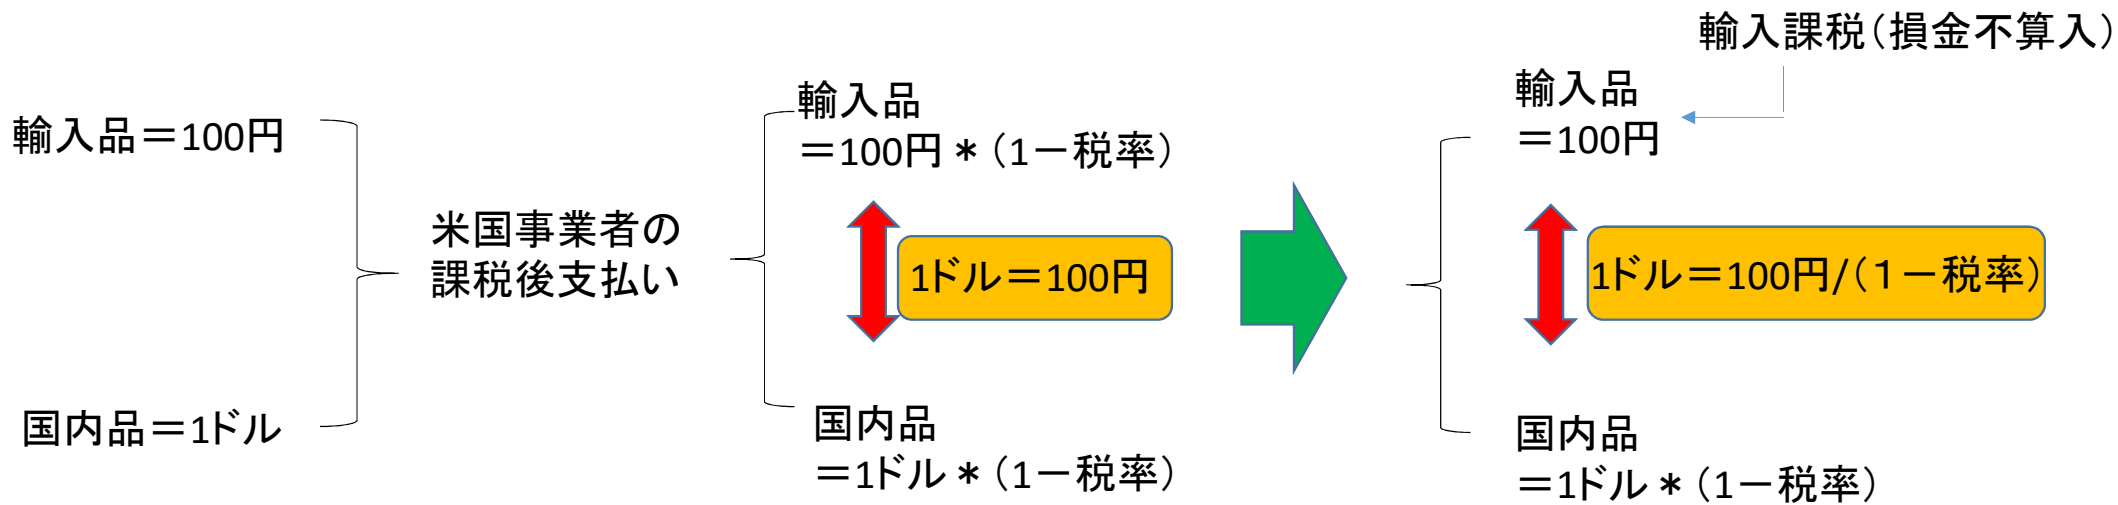 輸入品＝100円
国内品＝1ドル
米国事業者の
課税後支払い
輸入品
＝100円＊（1－税率）
1ドル＝100円
国内品
＝1ドル＊（1－税率）
輸入課税（損金不算入）
輸入品
＝100円
1ドル＝100円/（１－税率）
国内品
＝1ドル＊（1－税率）